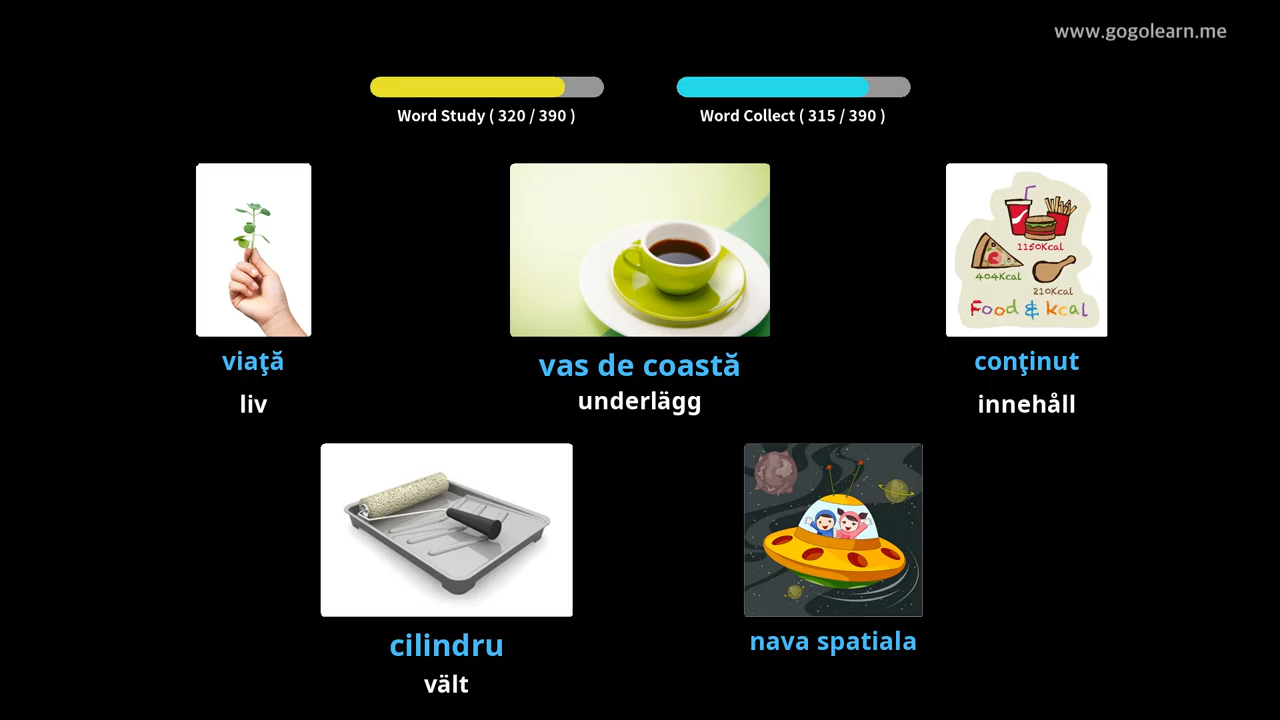 www.gogolearn.me
Word Study ( 320 / 390 )
Word Collect ( 315 / 390 )
1150Kcal
404Kcal
210Kcal
Food & kcal
viaţă
vas de coastă
conţinut
liv
underlägg
innehåll
cilindru
nava spatiala
vält